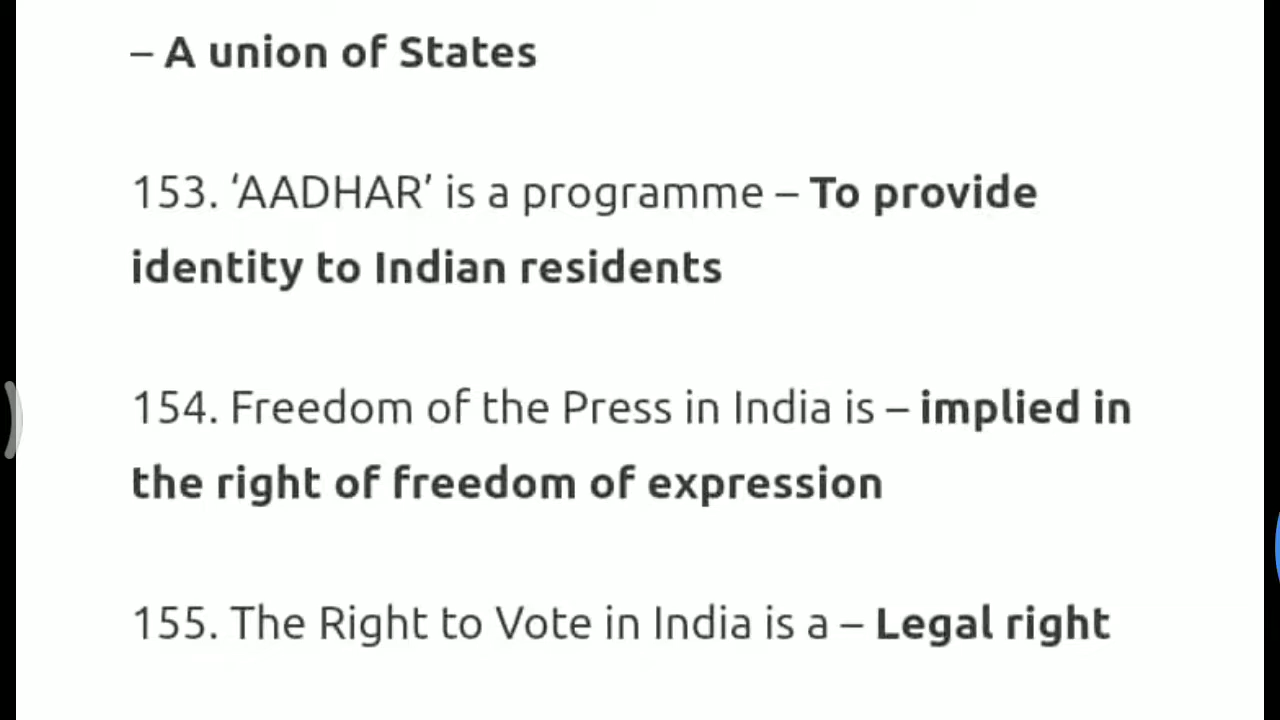 – A union of States
153. ‘AADHAR’ is a programme – To provide
identity to Indian residents
154. Freedom of the Press in India is – implied in
the right of freedom of expression
155. The Right to Vote in India is a – Legal right